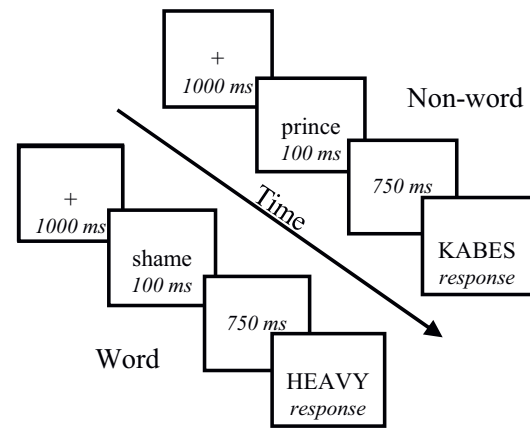 +
1000 ms
prince
100 ms
750 ms
KABES
response
Non-word
Time
+
1000 ms
shame
100 ms
750 ms
HEAVY
response
Word